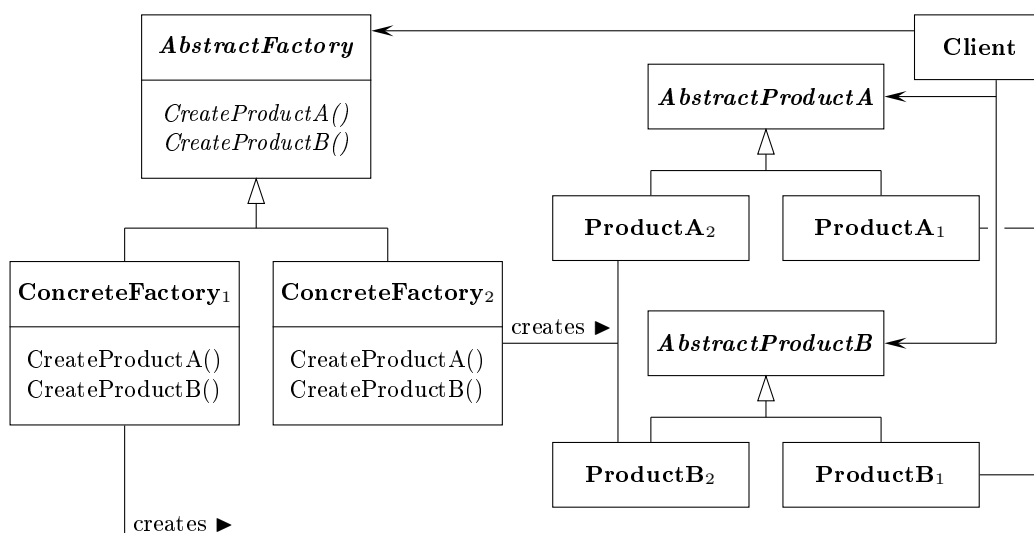 AbstractFactory
CreateProductA()
CreateProductB()
Client
AbstractProductA
ProductA₂
ProductA₁
ConcreteFactory₁
CreateProductA()
CreateProductB()
ConcreteFactory₂
CreateProductA()
CreateProductB()
creates ►
AbstractProductB
ProductB₂
ProductB₁
creates ►